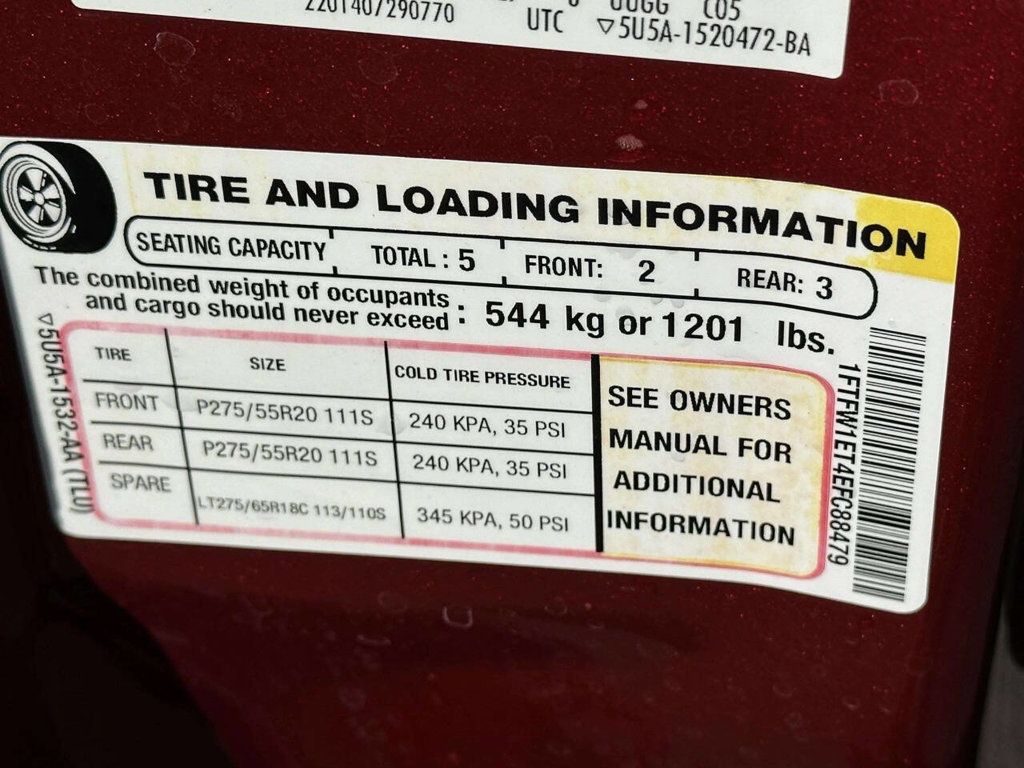 220140729077​0
UTC
C05
▽5U5A-1520472-BA
TIRE AND LOADING INFORMATION
SEATING CAPACITY TOTAL : 5 FRONT: 2 REAR: 3
The combined weight of occupants
and cargo should never exceed : 544 kg or 1201 lbs.
TIRE SIZE COLD TIRE PRESSURE
FRONT P275/55R20 111S 240 KPA, 35 PSI
REAR P275/55R20 111S 240 KPA, 35 PSI
SPARE LT275/65R18C 113/110S 345 KPA, 50 PSI
SEE OWNERS
MANUAL FOR
ADDITIONAL
INFORMATION
▽5U5A-1532-AA (TLU)
1FTFW1ET4EFC88479